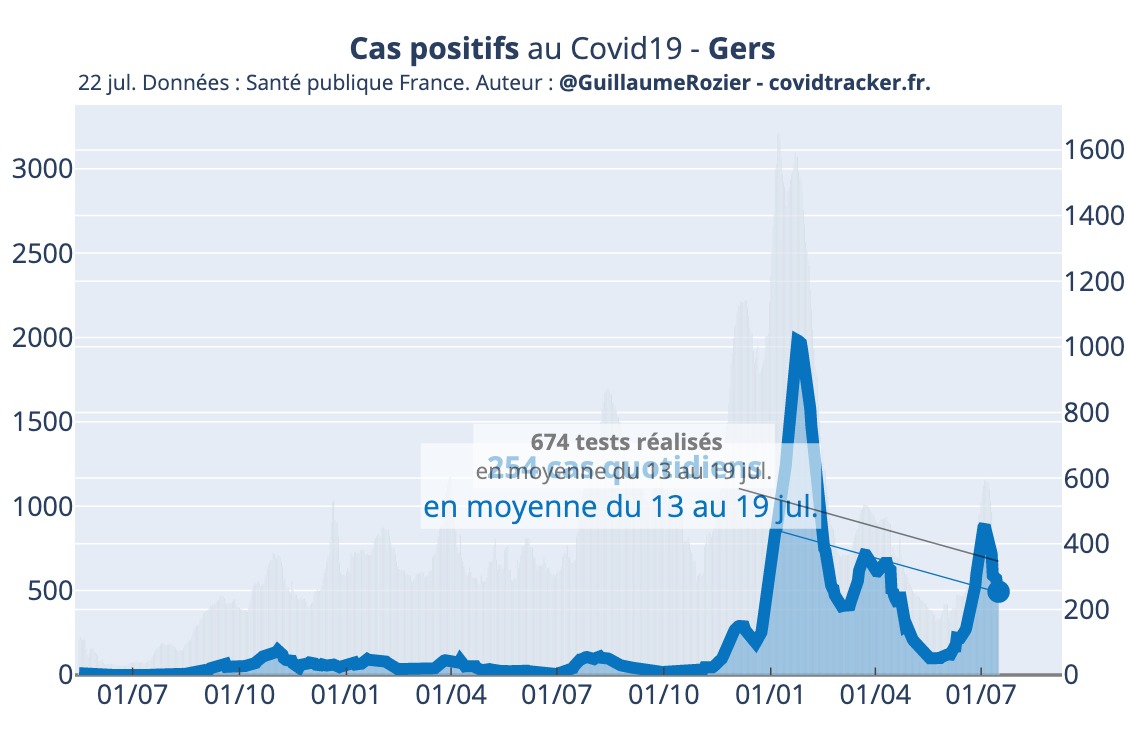 Cas positifs au Covid19 - Gers
22 jul. Données : Santé publique France. Auteur : @GuillaumeRozier - covidtracker.fr.
3000
2500
2000
1500
1000
500
0
1600
1400
1200
1000
800
600
400
200
0
674 tests réalisés
en moyenne du 13 au 19 jul.
254 cas quotidiens
en moyenne du 13 au 19 jul.
01/07 01/10 01/01 01/04 01/07 01/10 01/01 01/04 01/07